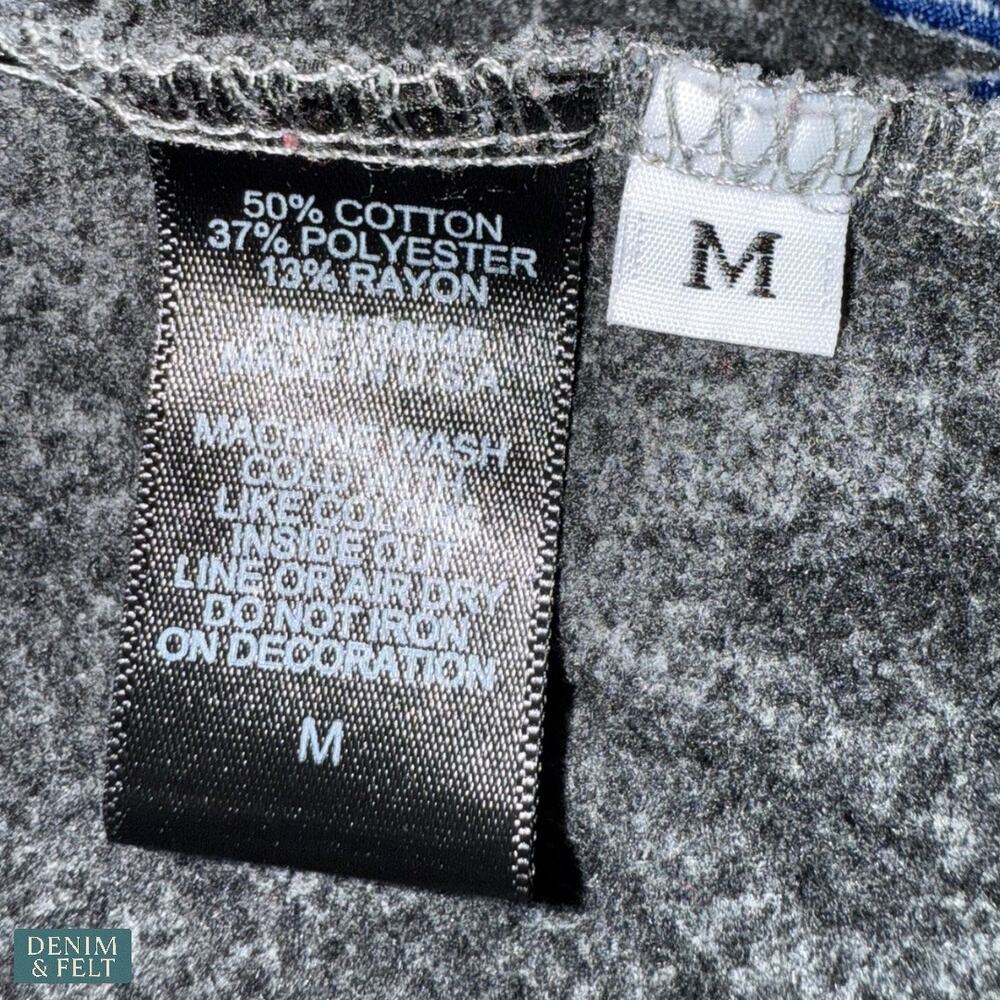 50% COTTON
37% POLYESTER
13% RAYON
MADE IN U.S.A
MACHINE WASH
COLD WITH
LIKE COLORS
INSIDE OUT
LINE OR AIR DRY
DO NOT IRON
ON DECORATION
M
M
DENIM
& FELT